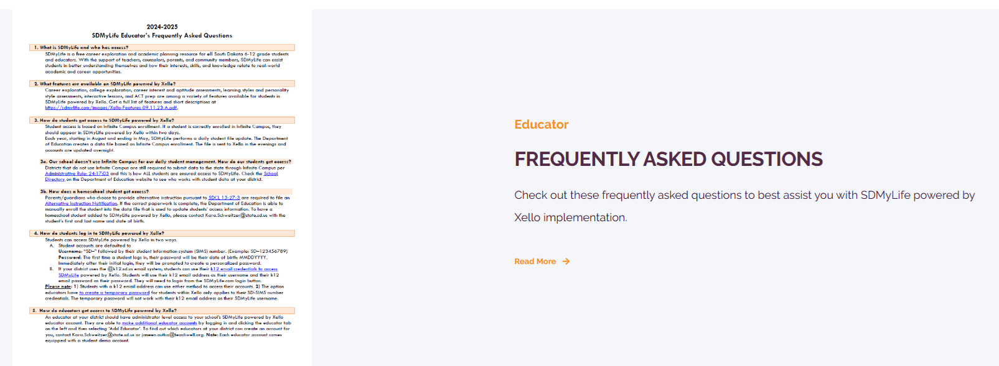 2024-2025
SDMyLife Educator's Frequently Asked Questions
1. What is SDMyLife and who has access?
SDMyLife is a free career exploration and academic planning resource for all South Dakota 6-12 grade students
and educators. With the support of teachers, counselors, parents, and community members, SDMyLife can assist
students in better understanding themselves and how their interests, skills, and knowledge relate to real-world
academic and career opportunities.
2. What features are available on SDMyLife powered by Xello?
Career exploration, college exploration, career interest and aptitude assessments, learning styles and personality
style assessments, interactive lessons, and ACT prep are among a variety of features available for students in
SDMyLife powered by Xello. Get a full list of features and short descriptions at
https://sdmylife.com/images/Xello-Features-09.11.23-A.pdf.
3. How do students get access to SDMyLife powered by Xello?
Student access is based on Infinite Campus enrollment. If a student is correctly enrolled in Infinite Campus, they
should appear in SDMyLife powered by Xello within two days.
Each year, starting in August and ending in May, SDMyLife performs a daily student file update. The Department
of Education creates a data file based on Infinite Campus enrollment. The file is sent to Xello in the evenings and
accounts are updated overnight.
3a. Our school doesn't use Infinite Campus for our daily student management. How do our students get access?
Districts that do not use Infinite Campus are still required to submit data to the state through Infinite Campus per
Administrative Rule: 24:17:03 and this is how ALL students are ensured access to SDMyLife. Check the School
Directory on the Department of Education website to see who works with student data at your district.
3b. How does a homeschool student get access?
Parents/guardians who choose to provide alternative instruction pursuant to SDCL 13-27-3 are required to file an
Alternative Instruction Notification. If the correct paperwork is complete, the Department of Education is able to
manually enroll the student into the data file that is used to update students' access information. To have a
homeschool student added to SDMyLife powered by Xello, please contact Kara.Schweitzer@state.sd.us with the
student's first and last name and date of birth.
4. How do students log in to SDMyLife powered by Xello?
Students can access SDMyLife powered by Xello in two ways.
A. Student accounts are defaulted to
Username: "SD–" followed by their student information system (SIMS) number. (Example: SD–123456789)
Password: The first time a student logs in, their password will be their date of birth: MMDDYYYY.
Immediately after their initial login, they will be prompted to create a personalized password.
B. If your district uses the @k12.sd.us email system, students can use their k12 email credentials to access
SDMyLife powered by Xello. Students will use their k12 email address as their username and their k12
email password as their password. They will need to login from the SDMyLife.com login button.
Please note: 1) Students with a k12 email address can use either method to access their accounts. 2) The option
educators have to create a temporary password for students within Xello only applies to their SD-SIMS number
credentials. The temporary password will not work with their k12 email address as their SDMyLife username.
5. How do educators get access to SDMyLife powered by Xello?
An educator at your district should have administrator level access to your school's SDMyLife powered by Xello
educator account. They are able to make additional educator accounts by logging in and clicking the educator tab
on the left and then selecting 'Add Educator'. To find out which educators at your district can create an account for
you, contact Kara.Schweitzer@state.sd.us or janeen.outka@teachwell.org. Note: Each educator account comes
equipped with a student demo account.
Educator
FREQUENTLY ASKED QUESTIONS
Check out these frequently asked questions to best assist you with SDMyLife powered by
Xello implementation.
Read More →